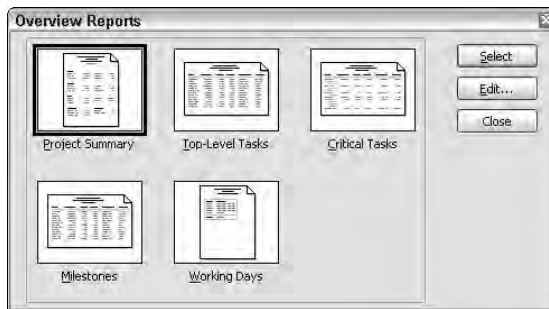 Overview Reports
Select
Edit...
Close
Project Summary
Top-Level Tasks
Critical Tasks
Milestones
Working Days